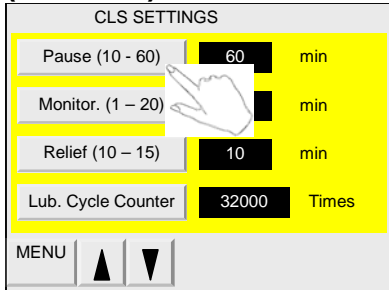 CLS SETTINGS
Pause (10 - 60) 60 min
Monitor. (1 – 20) min
Relief (10 – 15) 10 min
Lub. Cycle Counter 32000 Times
MENU